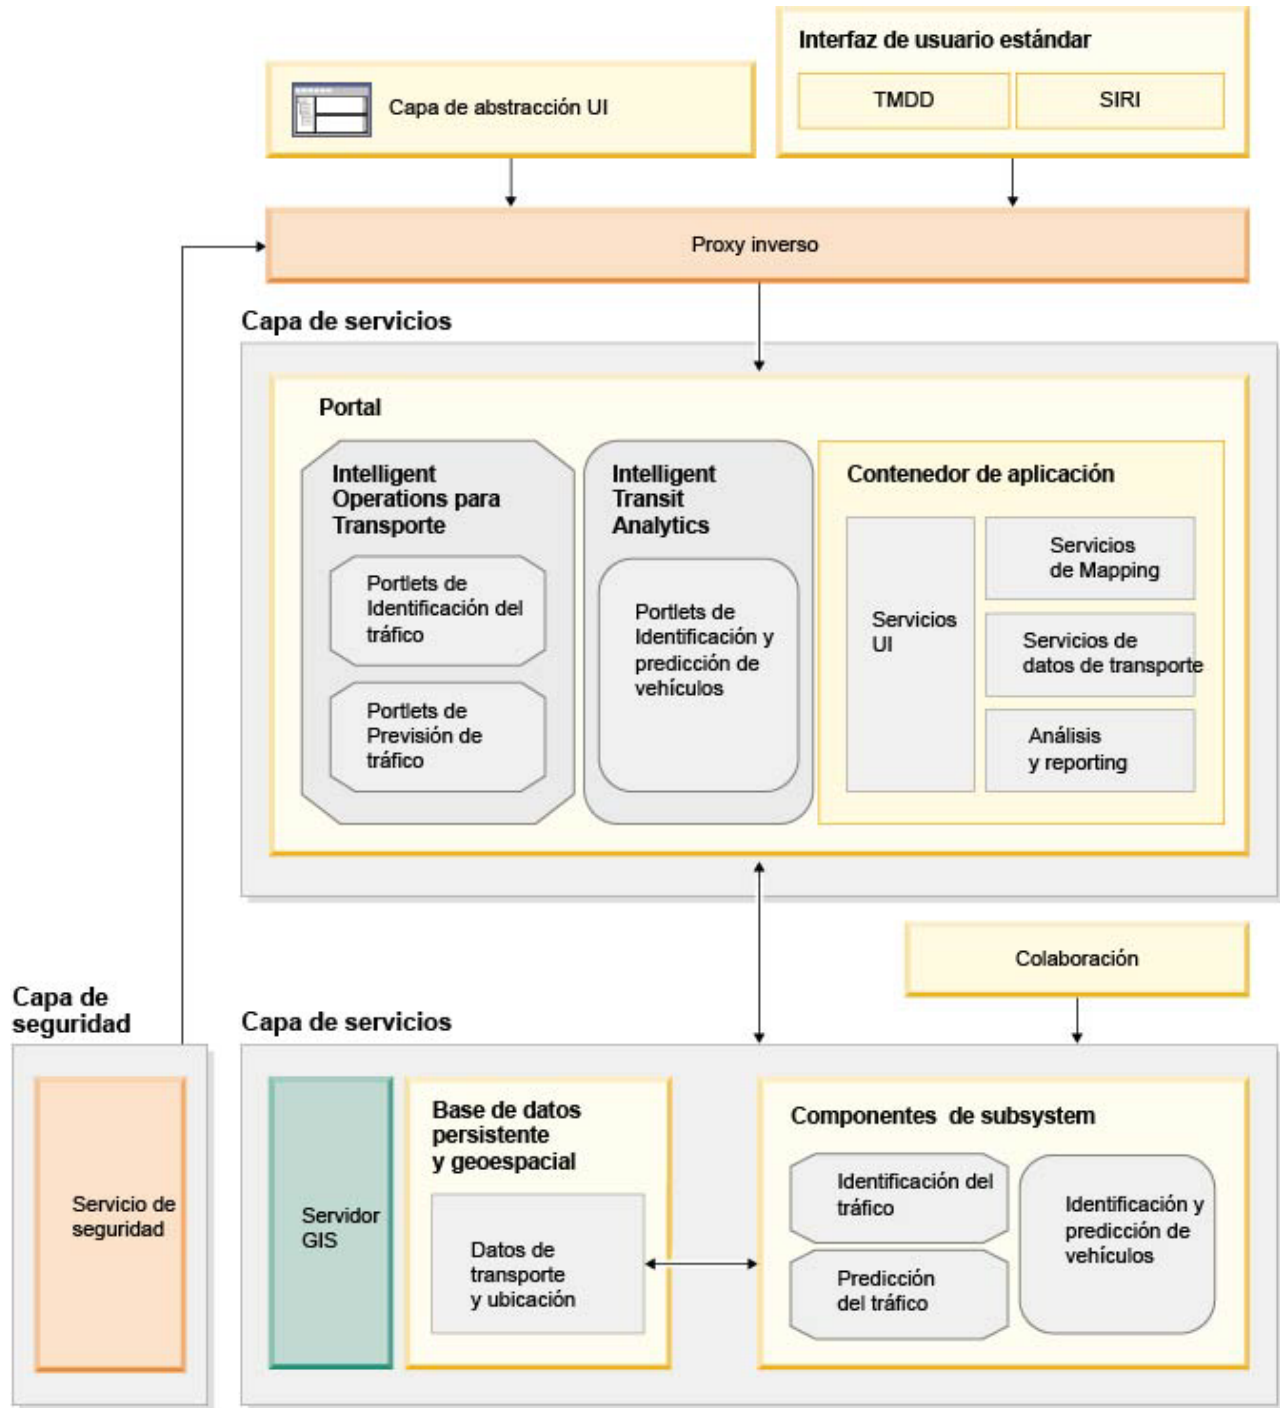 Interfaz de usuario estándar
TMDD
SIRI
Capa de abstracción UI
Proxy inverso
Capa de servicios
Portal
Intelligent
Operations para
Transporte
Portlets de
Identificación del
tráfico
Portlets de
Previsión de
tráfico
Intelligent
Transit
Analytics
Portlets de
Identificación y
predicción de
vehículos
Contenedor de aplicación
Servicios
UI
Servicios
de Mapping
Servicios de
datos de transporte
Análisis
y reporting
Colaboración
Capa de
seguridad
Servicio de
seguridad
Capa de servicios
Servidor
GIS
Base de datos
persistente
y geoespacial
Datos de
transporte
y ubicación
Componentes de subsystem
Identificación del
tráfico
Predicción
del tráfico
Identificación y
predicción de
vehículos